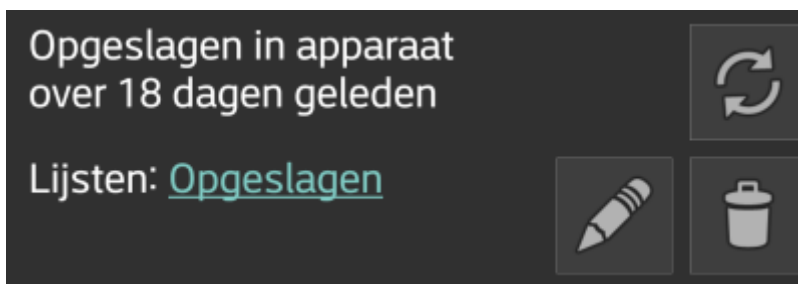 Opgeslagen in apparaat
over 18 dagen geleden
Lijsten: Opgeslagen